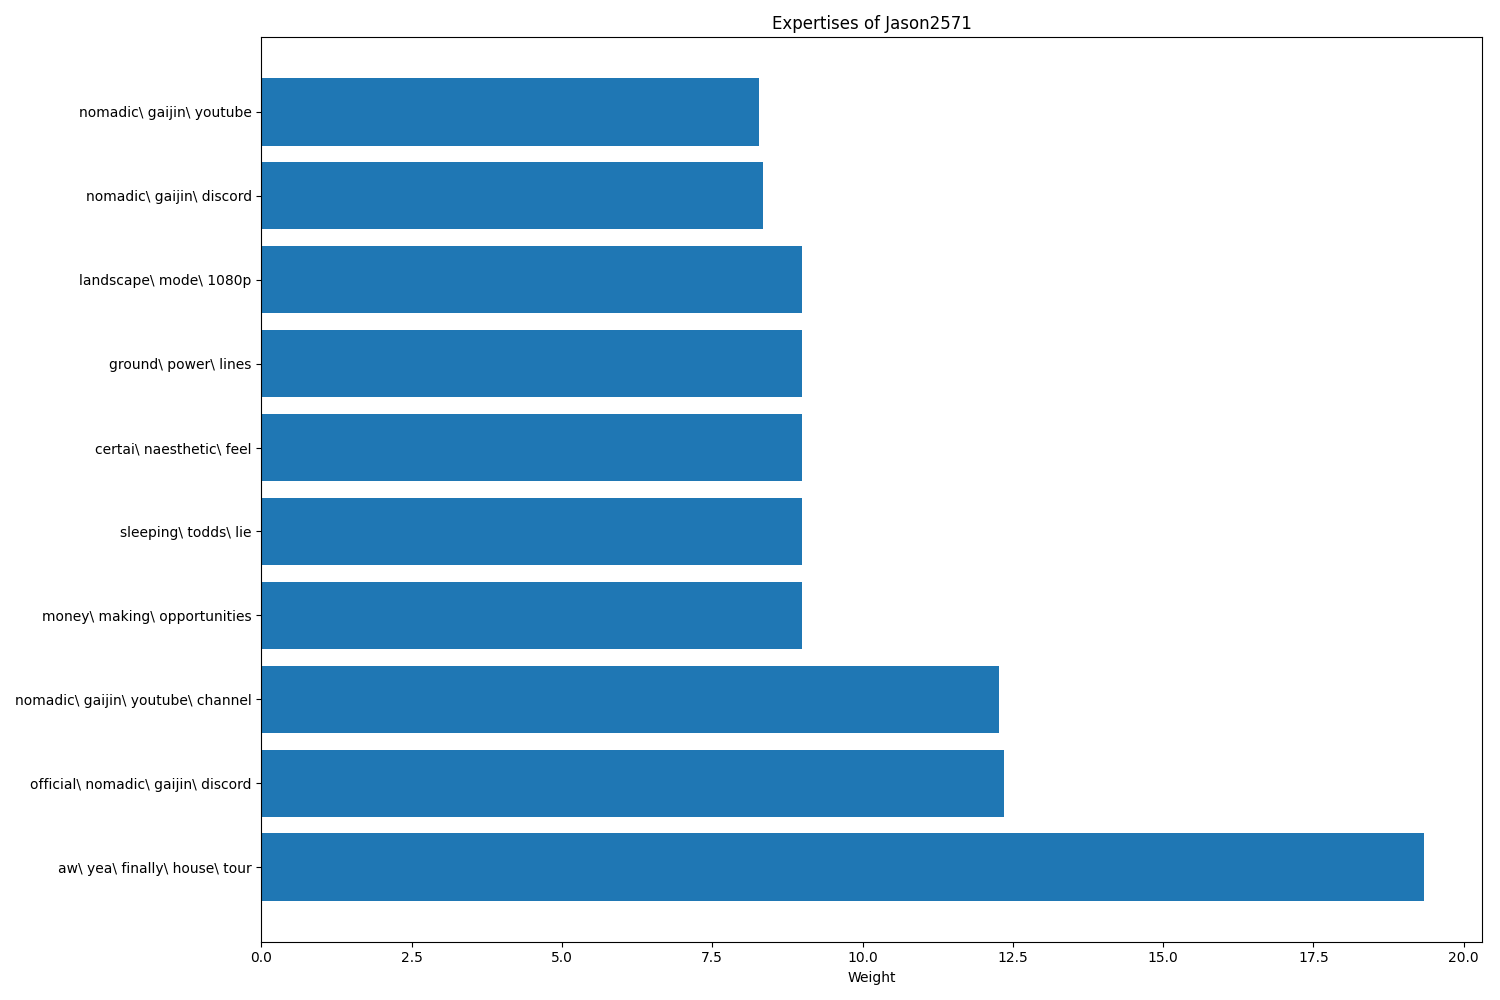 Expertises of Jason2571
nomadic\ gaijin\ youtube
nomadic\ gaijin\ discord
landscape\ mode\ 1080p
ground\ power\ lines
certai\ naesthetic\ feel
sleeping\ todds\ lie
money\ making\ opportunities
nomadic\ gaijin\ youtube\ channel
official\ nomadic\ gaijin\ discord
aw\ yea\ finally\ house\ tour
0.0 2.5 5.0 7.5 10.0 12.5 15.0 17.5 20.0
Weight